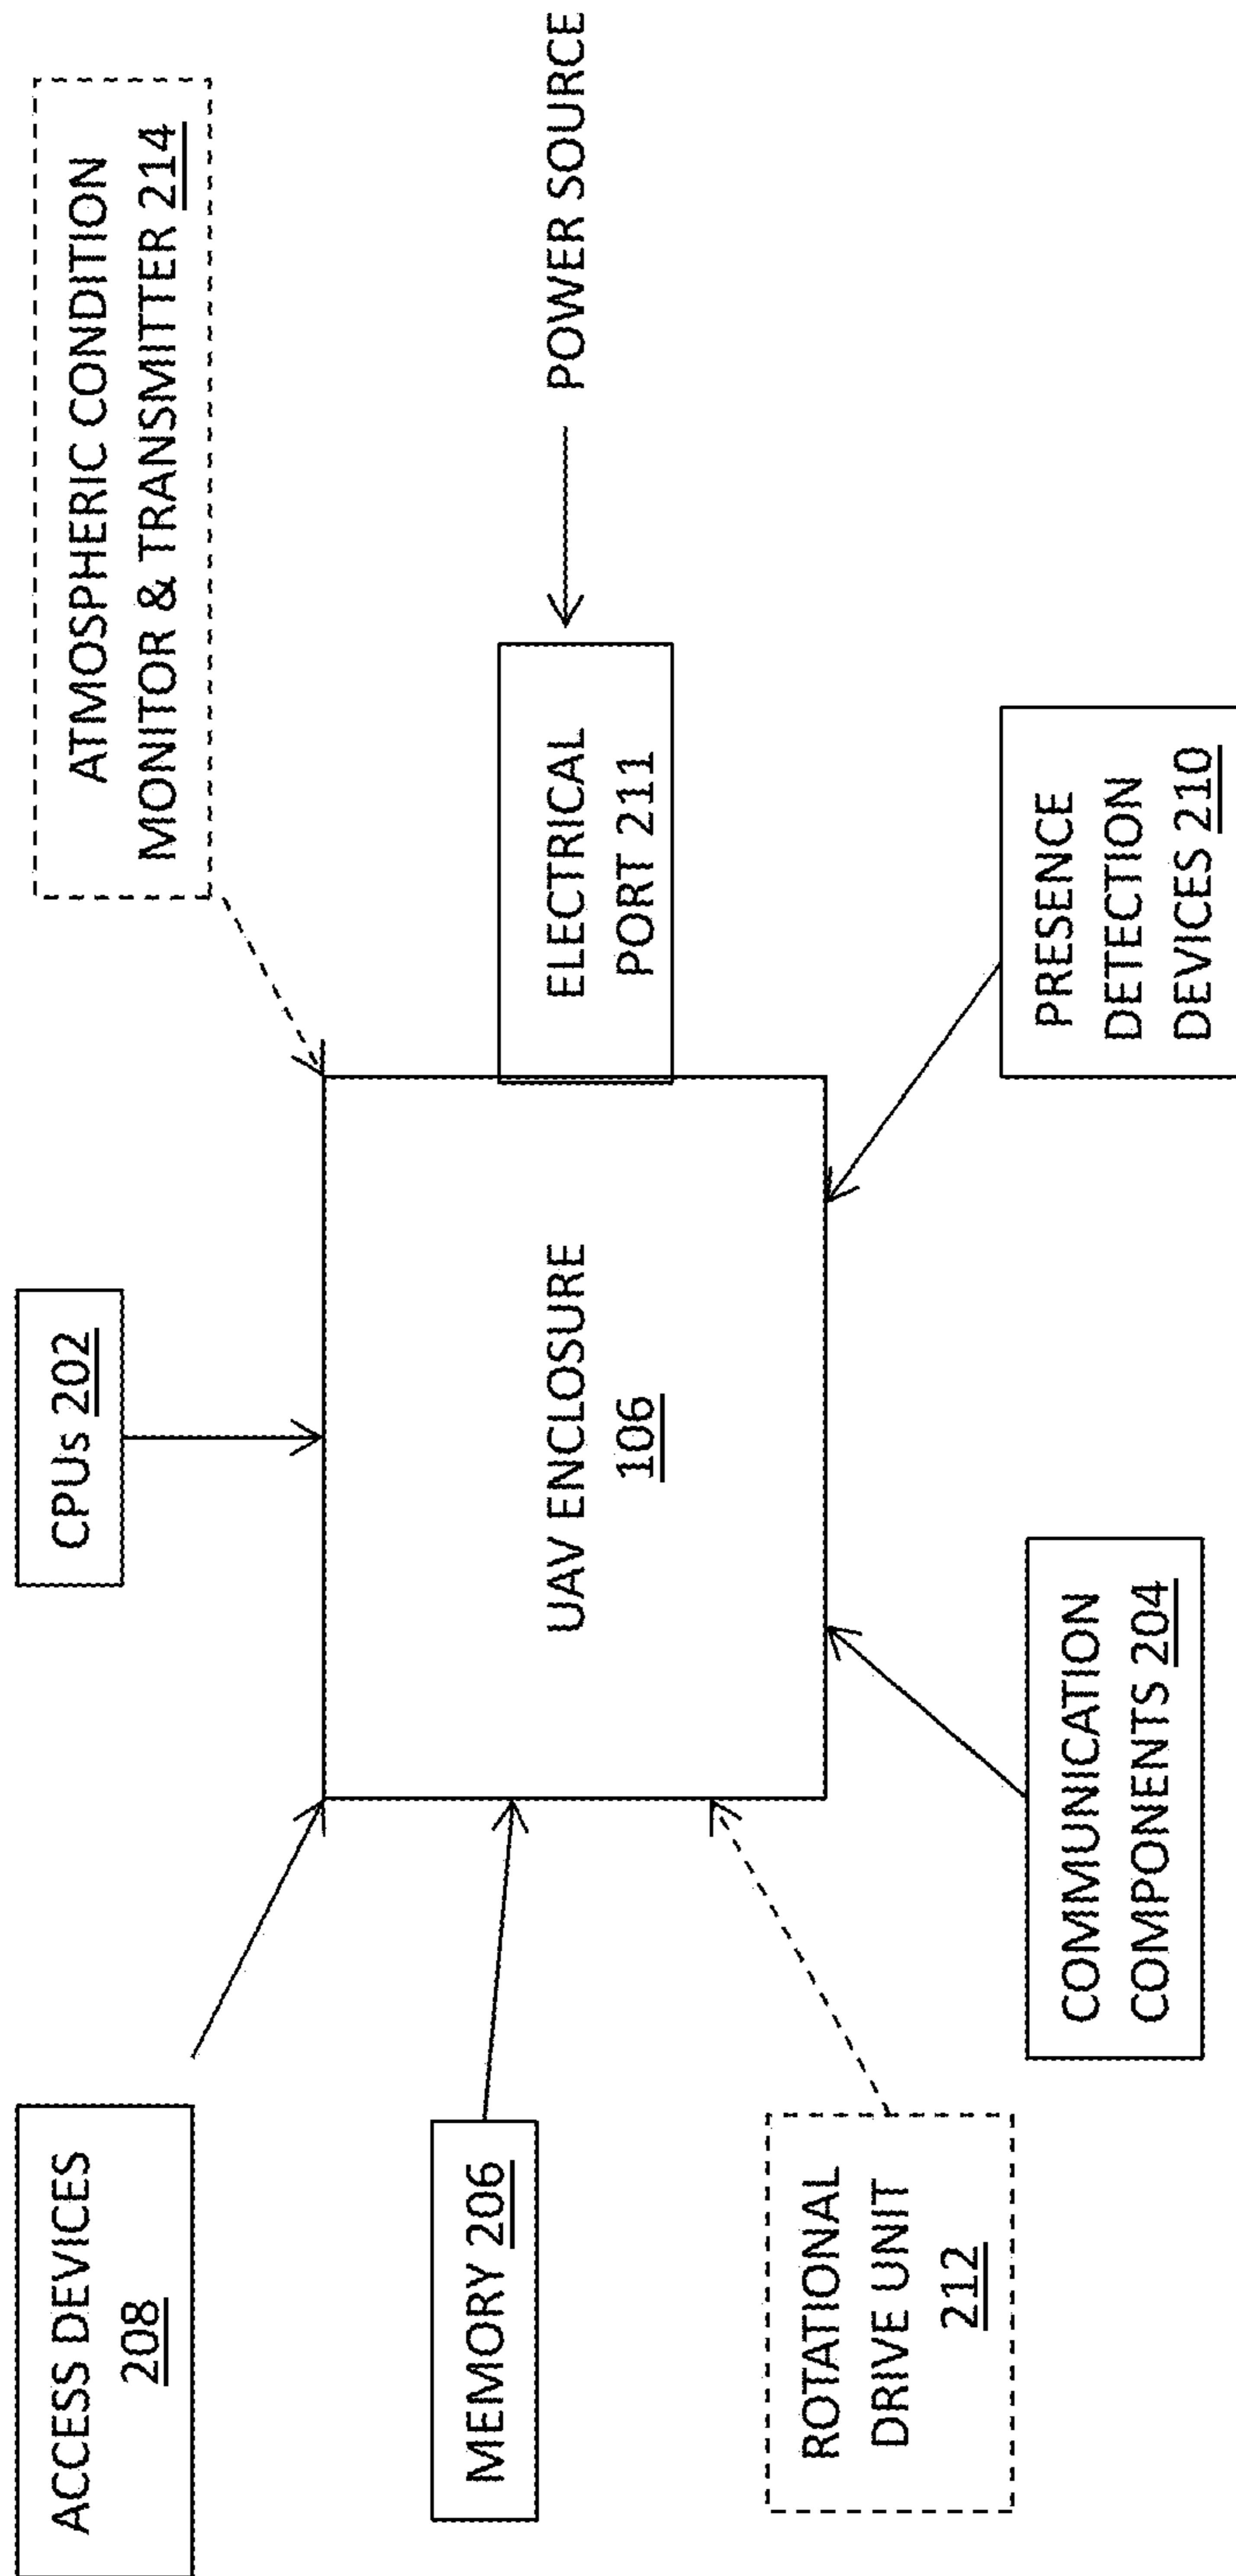 ACCESS DEVICES
208
CPUs 202
ATMOSPHERIC CONDITION
MONITOR & TRANSMITTER 214
MEMORY 206
UAV ENCLOSURE
106
ELECTRICAL
PORT 211
POWER SOURCE
ROTATIONAL
DRIVE UNIT
212
COMMUNICATION
COMPONENTS 204
PRESENCE
DETECTION
DEVICES 210